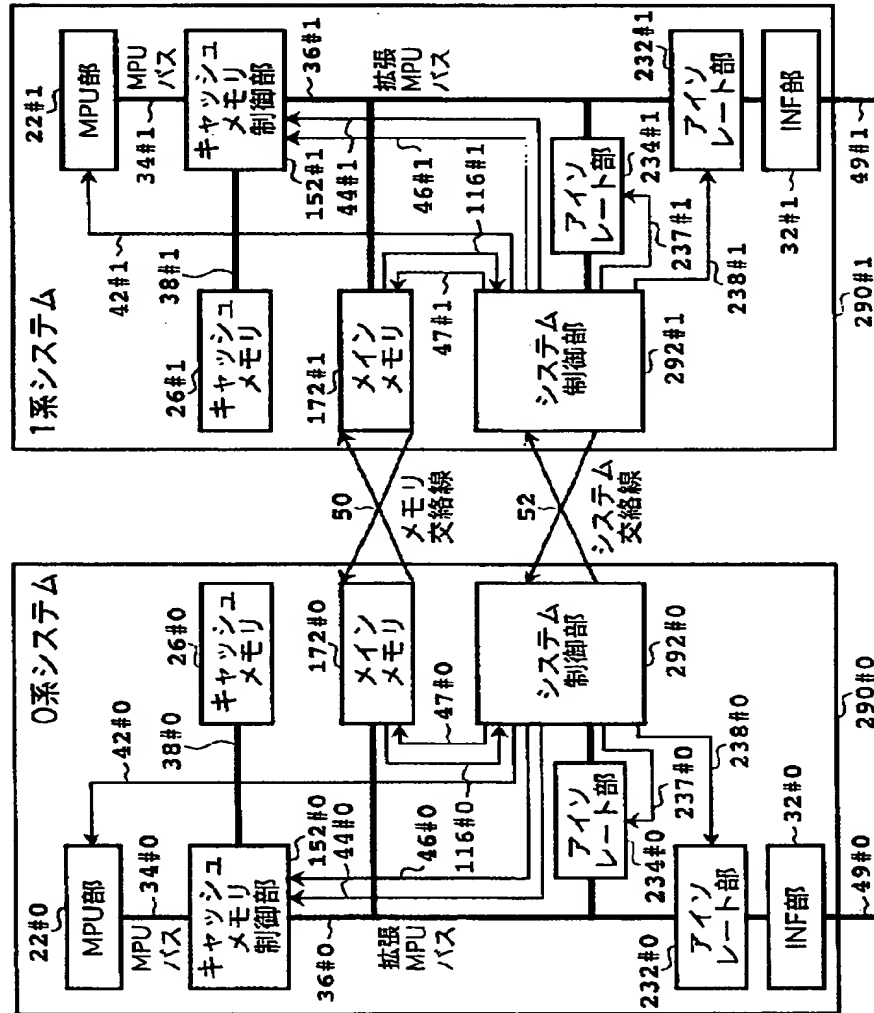 0系システム
22#0
MPU部
34#0
MPU
バス
42#0
キャッシュ
メモリ
制御部
152#0
44#0
38#0
26#0
キャッシュ
メモリ
36#0
拡張
MPU
バス
46#0
116#0
47#0
172#0
メイン
メモリ
システム
制御部
292#0
アイソ
レート部
234#0
237#0
238#0
232#0
アイソ
レート部
INF部
32#0
49#0
290#0
50
メモリ
交絡線
52
システム
交絡線
1系システム
22#1
MPU部
34#1
MPU
バス
42#1
キャッシュ
メモリ
制御部
152#1
44#1
38#1
26#1
キャッシュ
メモリ
36#1
拡張
MPU
バス
46#1
116#1
47#1
172#1
メイン
メモリ
システム
制御部
292#1
アイソ
レート部
234#1
237#1
238#1
232#1
アイソ
レート部
INF部
32#1
49#1
290#1